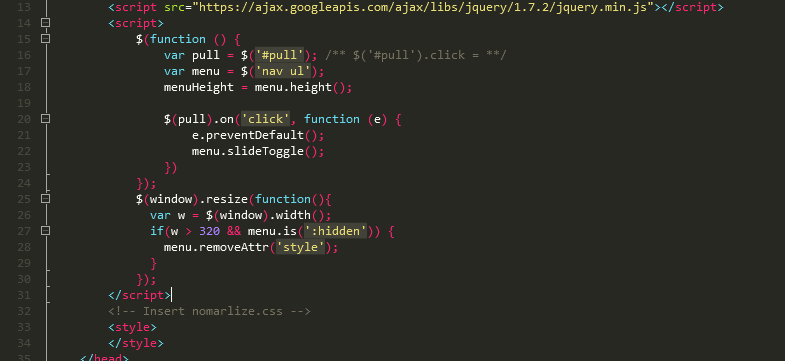 13 <script src="https://ajax.googleapis.com/ajax/libs/jquery/1.7.2/jquery.min.js"></script>
14 <script>
15 $(function () {
16 var pull = $('#pull'); /** $('#pull').click = **/
17 var menu = $('nav ul');
18 menuHeight = menu.height();
19
20 $(pull).on('click', function (e) {
21 e.preventDefault();
22 menu.slideToggle();
23 })
24 });
25 $(window).resize(function(){
26 var w = $(window).width();
27 if(w > 320 && menu.is(':hidden')) {
28 menu.removeAttr('style');
29 }
30 });
31 </script>
32 <!-- Insert nomarlize.css -->
33 <style>
34 </style>
35 </head>